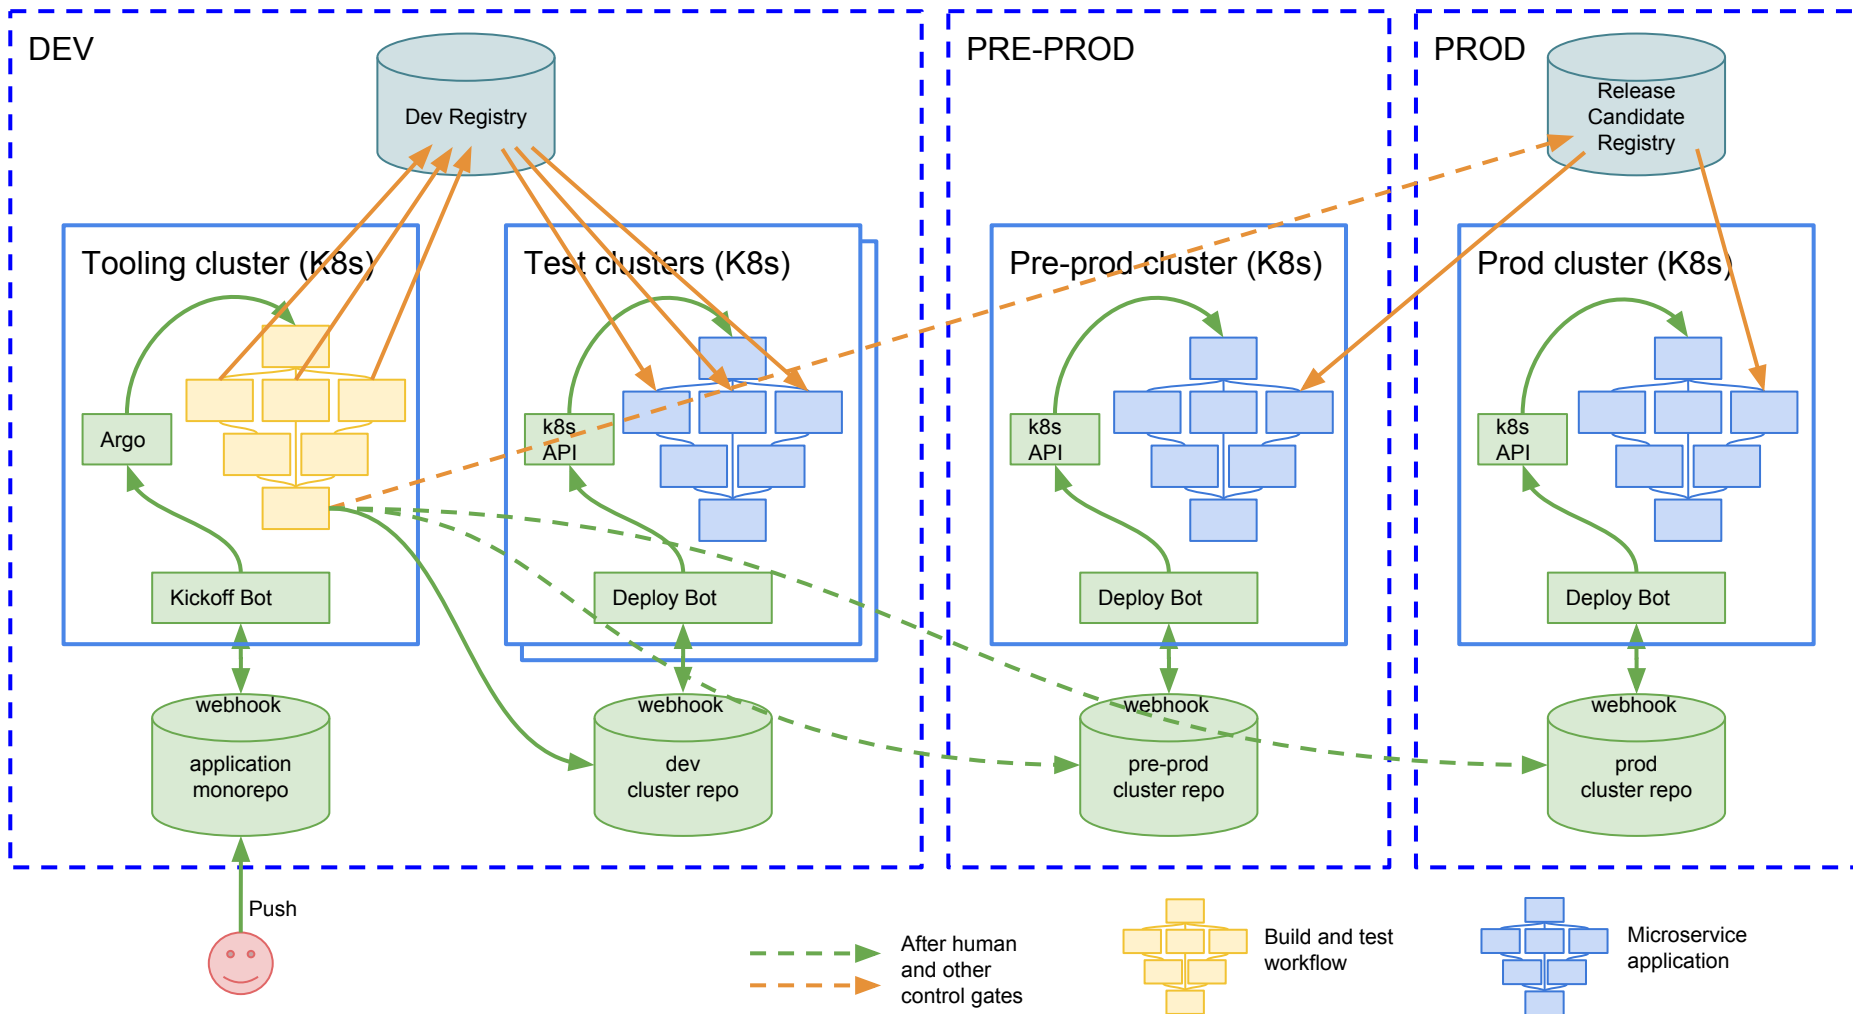 DEV
PRE-PROD
PROD
Dev Registry
Release
Candidate
Registry
Tooling cluster (K8s)
Test clusters (K8s)
Pre-prod cluster (K8s)
Prod cluster (K8s)
Argo
k8s
API
k8s
API
k8s
API
Kickoff Bot
Deploy Bot
Deploy Bot
Deploy Bot
webhook
application
monorepo
webhook
dev
cluster repo
webhook
pre-prod
cluster repo
webhook
prod
cluster repo
Push
After human
and other
control gates
Build and test
workflow
Microservice
application